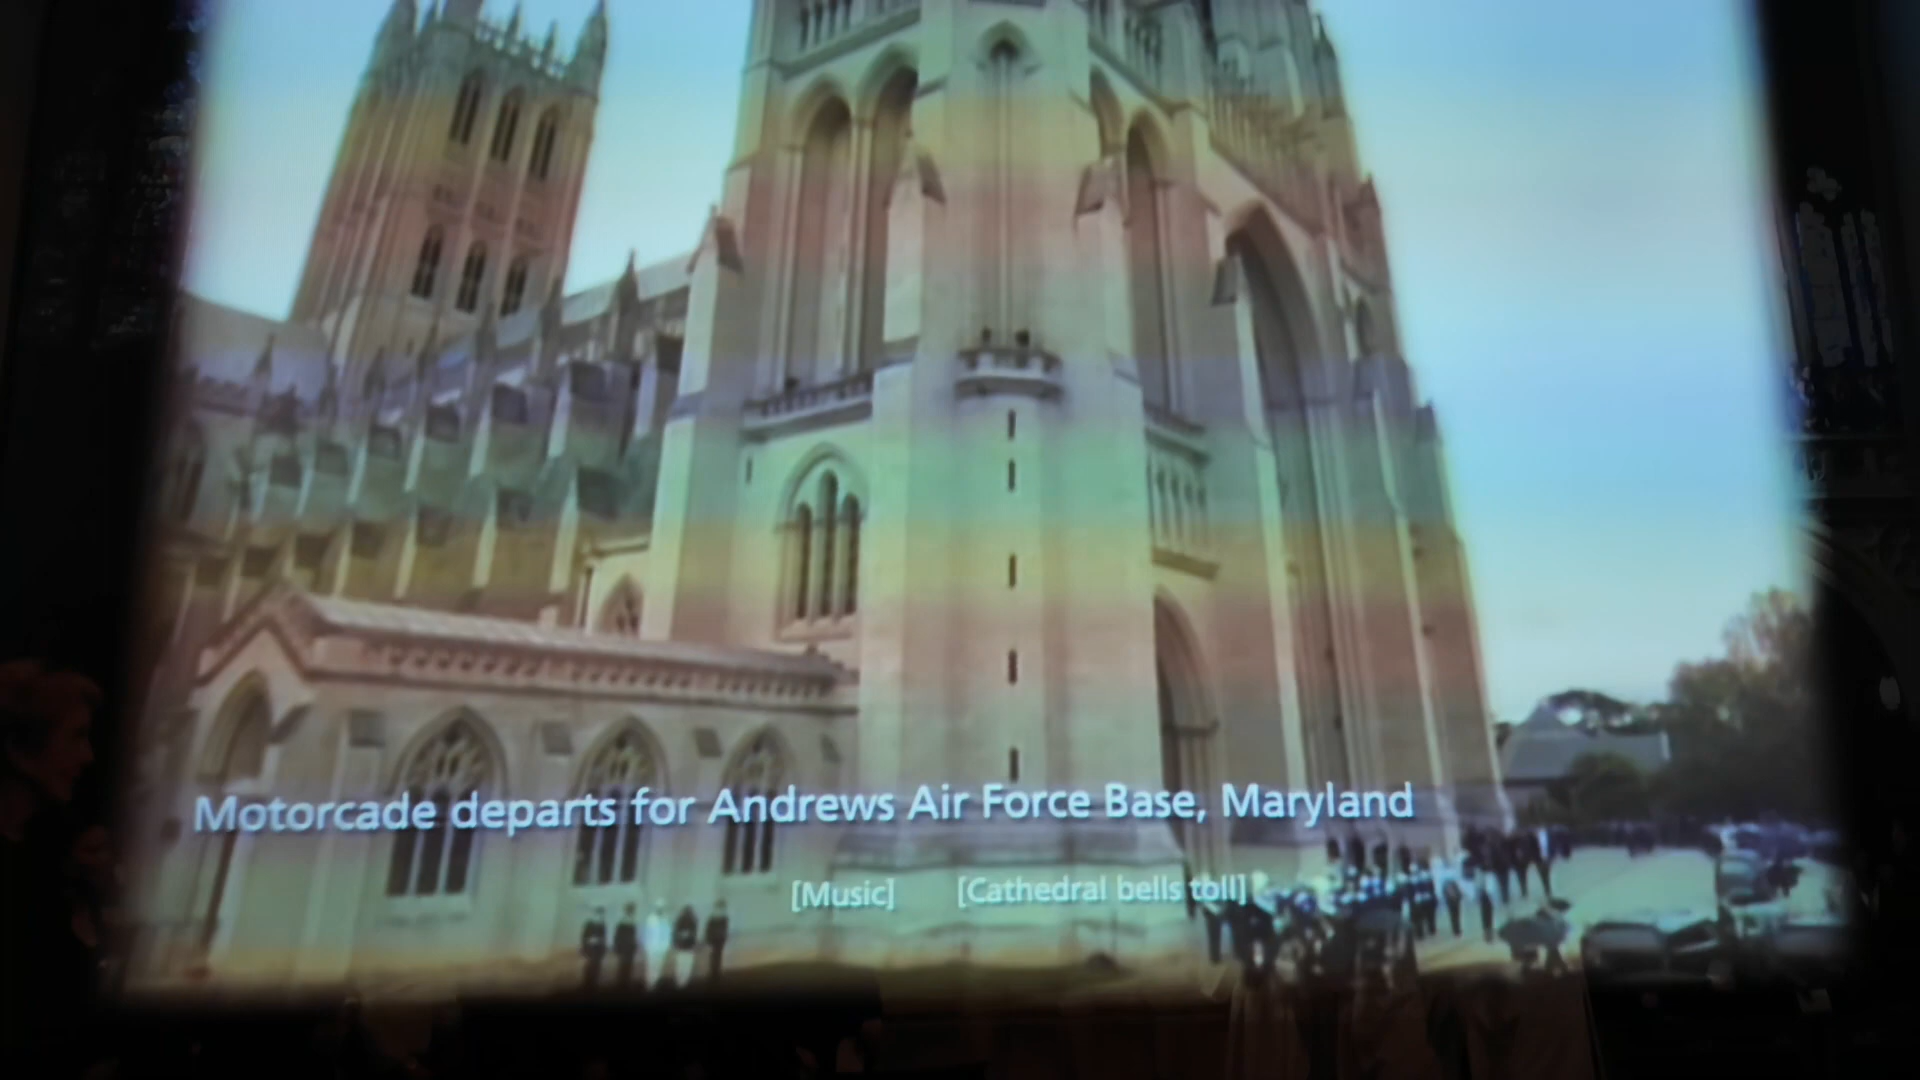 Motorcade departs for Andrews Air Force Base, Maryland
[Music] [Cathedral bells toll]